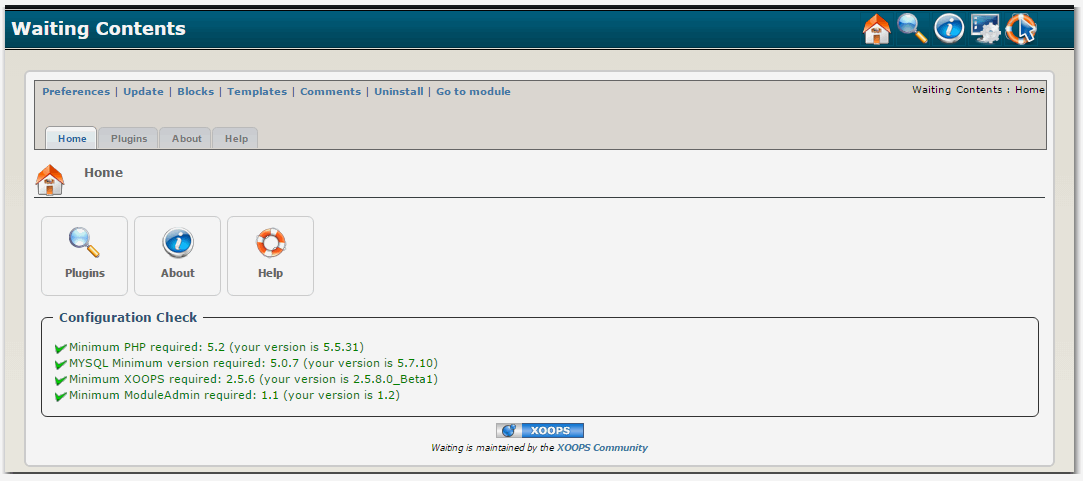 Waiting Contents
Preferences | Update | Blocks | Templates | Comments | Uninstall | Go to module
Waiting Contents : Home
Home Plugins About Help
Home
Plugins About Help
Configuration Check
Minimum PHP required: 5.2 (your version is 5.5.31)
MYSQL Minimum version required: 5.0.7 (your version is 5.7.10)
Minimum XOOPS required: 2.5.6 (your version is 2.5.8.0_Beta1)
Minimum ModuleAdmin required: 1.1 (your version is 1.2)
XOOPS
Waiting is maintained by the XOOPS Community